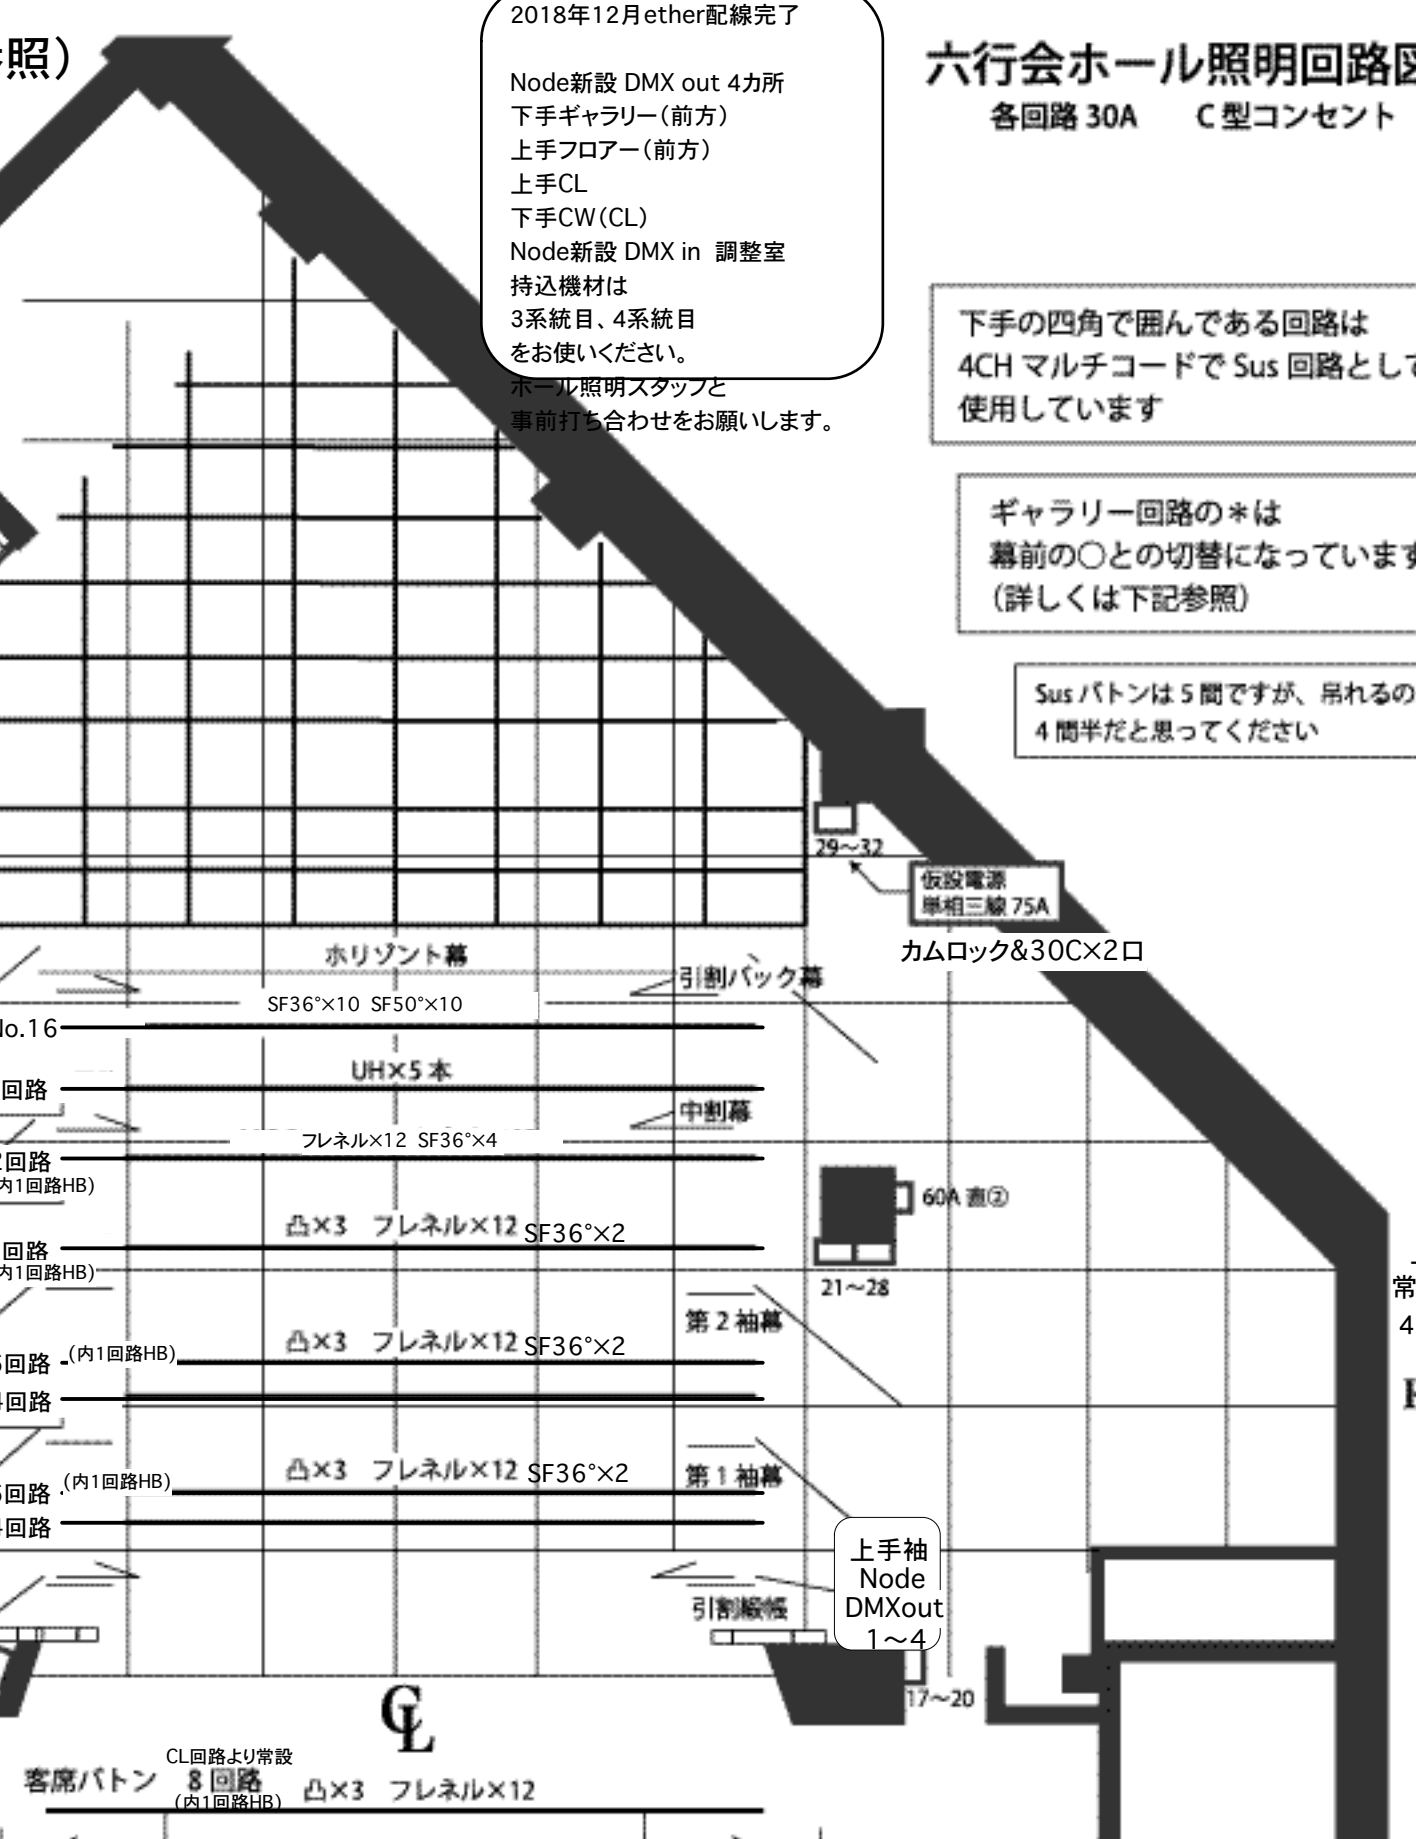 照）
2018年12月ether配線完了
Node新設 DMX out 4カ所
下手ギャラリー（前方）
上手フロアー（前方）
上手CL
下手CW（CL）
Node新設 DMX in 調整室
持込機材は
3系統目、4系統目
をお使いください。
ホール照明スタッフと
事前打ち合わせをお願いします。
六行会ホール照明回路図
各回路 30A　C 型コンセント
下手の四角で囲んである回路は
4CH マルチコードで Sus 回路として
使用しています
ギャラリー回路の＊は
幕前の○との切替になっています
（詳しくは下記参照）
Sus バトンは 5 間ですが、吊れるの
4 間半だと思ってください
29～32
仮設電源
単相三線 75A
カムロック&30C×2口
ホリゾント幕
引割バック幕
SF36°×10 SF50°×10
No.16
UH×5 本
回路
中割幕
フレネル×12 SF36°×4
2回路
内1回路HB)
60A 直②
凸×3 フレネル×12 SF36°×2
回路
内1回路HB)
21～28
常
4
第 2 袖幕
凸×3 フレネル×12 SF36°×2
(内1回路HB)
回路
4回路
凸×3 フレネル×12 SF36°×2
第 1 袖幕
(内1回路HB)
回路
4回路
上手袖
Node
DMXout
1～4
引割緞帳
17～20
CL
CL回路より常設
客席バトン 8 回路 凸×3 フレネル×12
(内1回路HB)